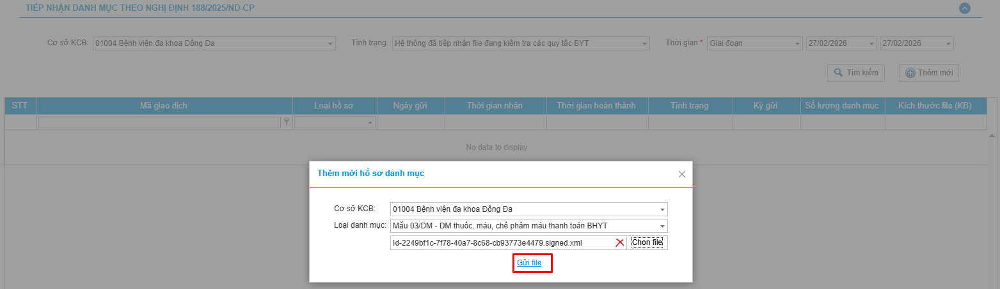 TIẾP NHẬN DANH MỤC THEO NGHỊ ĐỊNH 188/2025/ND-CP
Cơ sở KCB: 01004 Bệnh viện đa khoa Đống Đa Tình trạng: Hệ thống đã tiếp nhận file đang kiểm tra các quy tắc BYT Thời gian:* Giai đoạn 27/02/2026 27/02/2026
Tìm kiếm Thêm mới
STT Mã giao dịch Loại hồ sơ Ngày gửi Thời gian nhận Thời gian hoàn thành Tình trạng Kỳ gửi Số lượng danh mục Kích thước file (KB)
No data to display
Thêm mới hồ sơ danh mục
Cơ sở KCB: 01004 Bệnh viện đa khoa Đống Đa
Loại danh mục: Mẫu 03/DM - DM thuốc, máu, chế phẩm máu thanh toán BHYT
Id-2249bf1c-7f78-40a7-8c68-cb93773e4479.signed.xml Chọn file
Gửi file